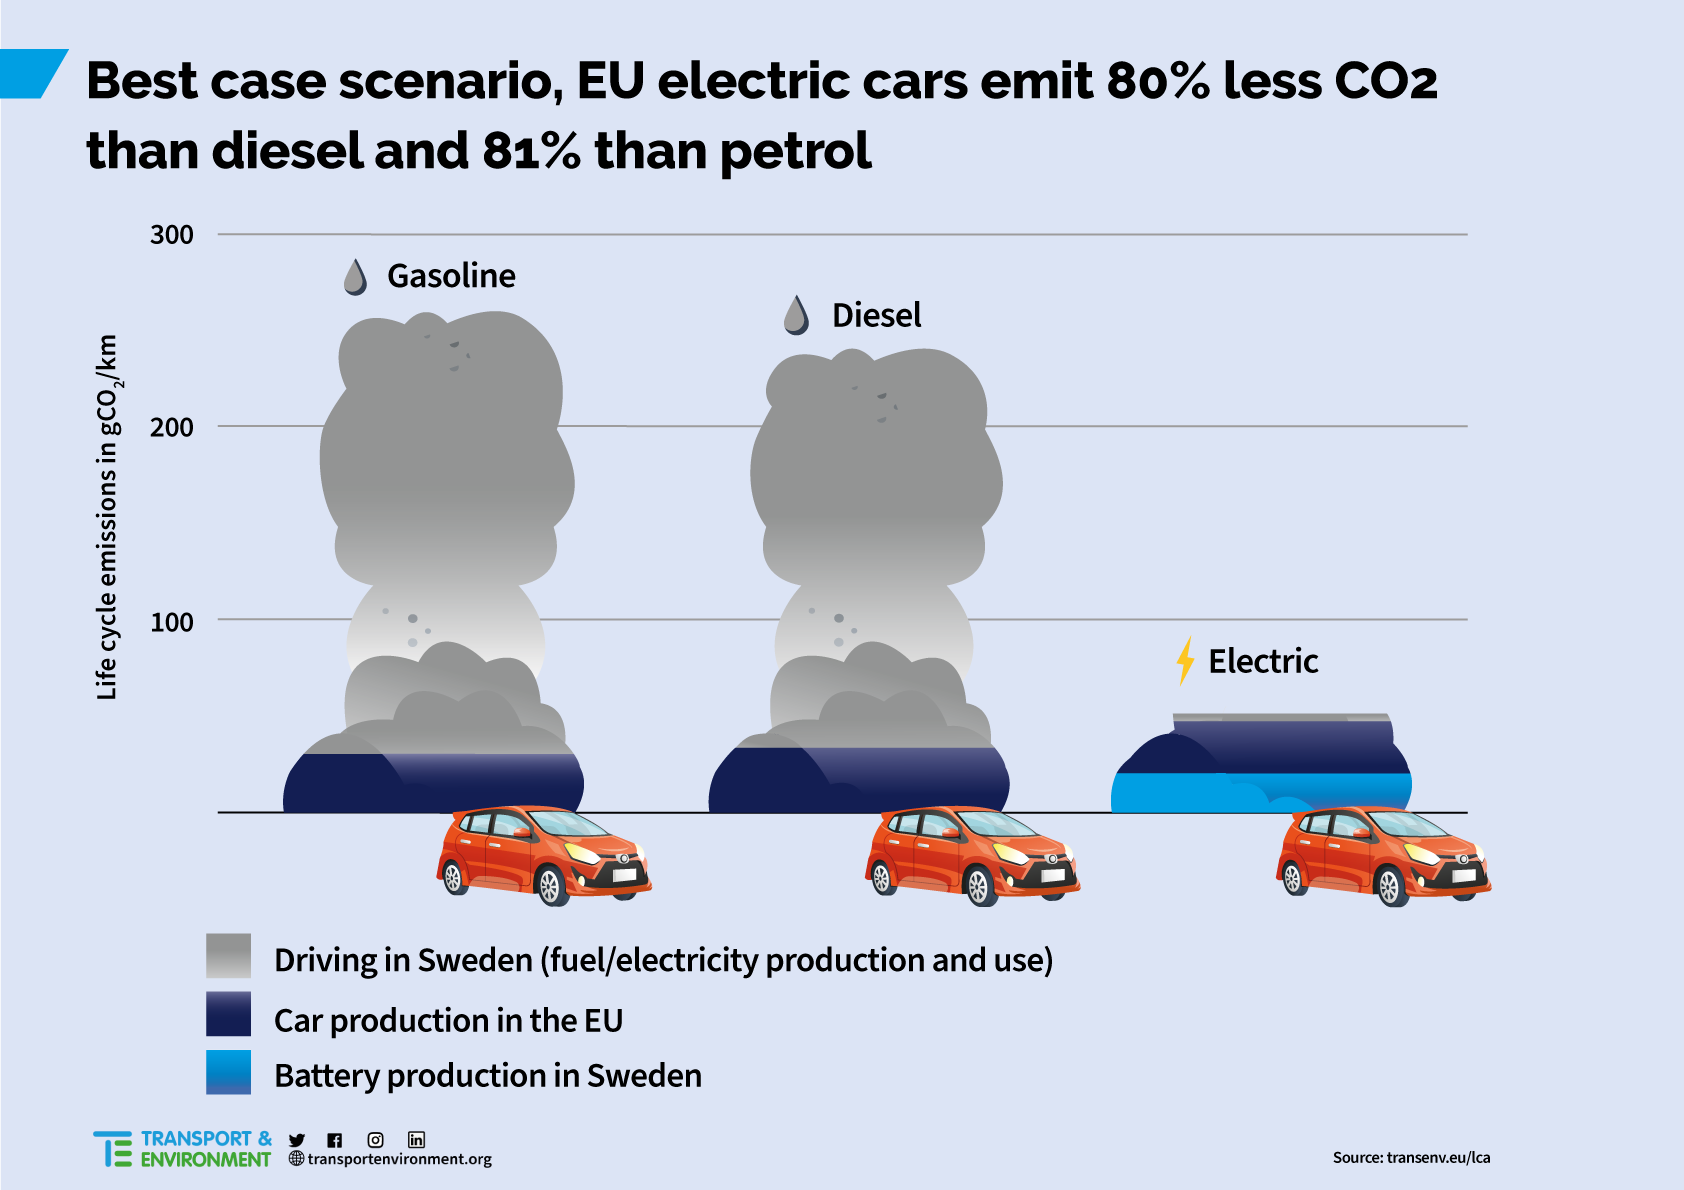 Best case scenario, EU electric cars emit 80% less CO2
than diesel and 81% than petrol
300
Gasoline
Diesel
200
Life cycle emissions in gCO₂/km
100
Electric
Driving in Sweden (fuel/electricity production and use)
Car production in the EU
Battery production in Sweden
TRANSPORT &
ENVIRONMENT
transportenvironment.org
Source: transenv.eu/lca